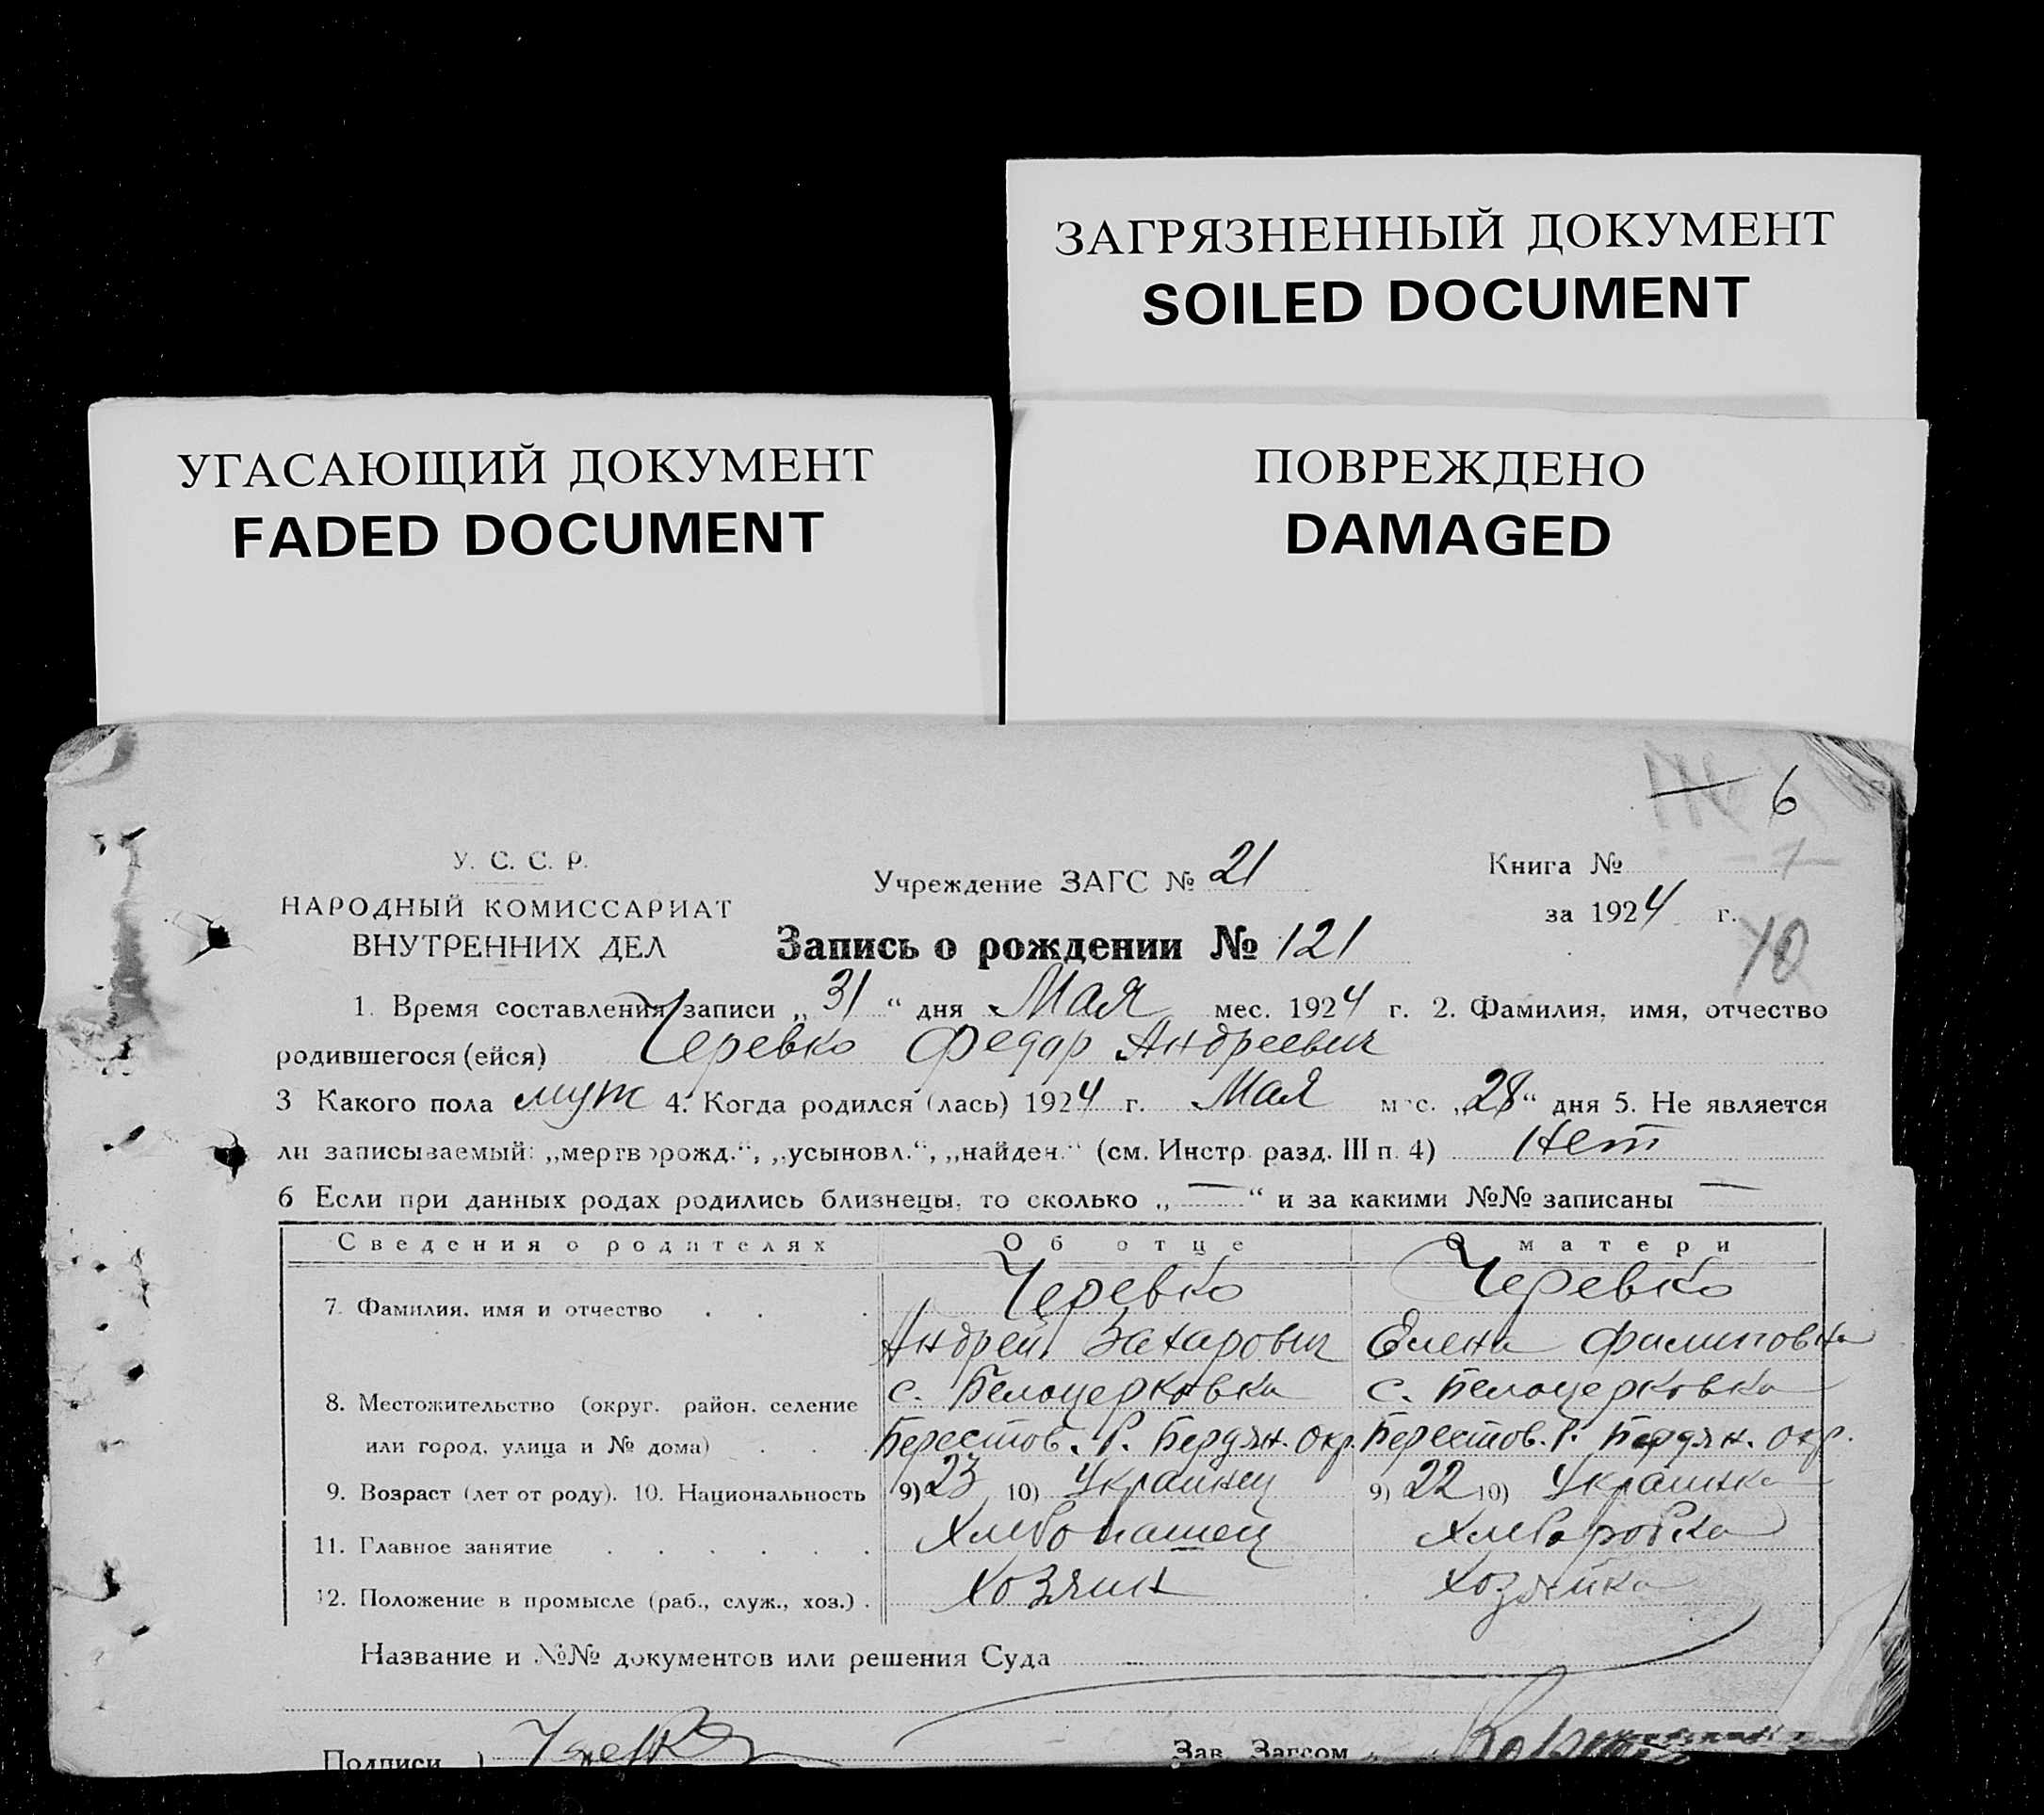 ЗАГРЯЗНЕННЫЙ ДОКУМЕНТ
SOILED DOCUMENT
УГАСАЮЩИЙ ДОКУМЕНТ
FADED DOCUMENT
ПОВРЕЖДЕНО
DAMAGED
6
У. С. С. Р.
НАРОДНЫЙ КОМИССАРИАТ
ВНУТРЕННИХ ДЕЛ
Учреждение ЗАГС № 21
Книга №
за 1924 г.
10
Запись о рождении № 121
1. Время составления записи „31“ дня Мая мес. 1924 г. 2. Фамилия, имя, отчество
родившегося (ейся) Черевко Федор Андреевич
3 Какого пола муж 4. Когда родился (лась) 1924 г. Мая мес. „28“ дня 5. Не является
ли записываемый: „мертворожд.“, „усыновл.“, „найден.“ (см. Инстр. разд. III п. 4) Нет
6 Если при данных родах родились близнецы, то сколько „—“ и за какими №№ записаны —
Сведения о родителях Об отце О матери
7. Фамилия, имя и отчество . . . Черевко Черевко
Андрей Захарович Елена Филиповна
8. Местожительство (округ. район, селение с. Белоцерковка с. Белоцерковка
или город, улица и № дома) . . . Берестов. Р. Бердян. Окр. Берестов. Р. Бердян. Окр.
9. Возраст (лет от роду). 10. Национальность 9) 23 10) Украинец 9) 22 10) Украинка
11. Главное занятие . . . . . . Хлебопашец Хлеборобка
12. Положение в промысле (раб., служ., хоз.) . Хозяин Хозяйка
Название и №№ документов или решения Суда —
Подписи )
Зав. Загсом